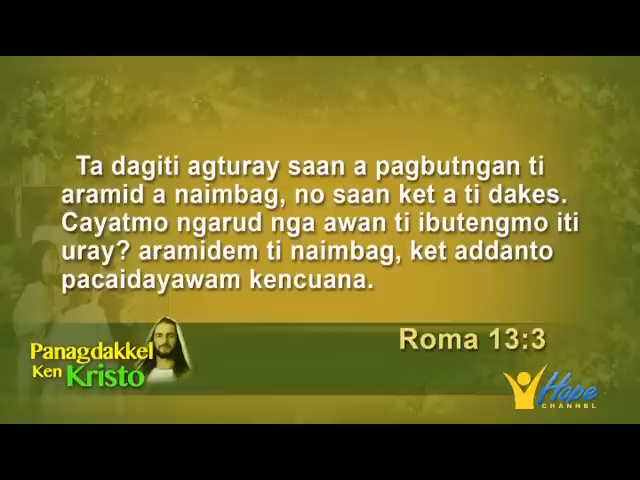 Ta dagiti agturay saan a pagbutngan ti
aramid a naimbag, no saan ket a ti dakes.
Cayatmo ngarud nga awan ti ibutengmo iti
uray? aramidem ti naimbag, ket addanto
pacaidayawam kencuana.
Roma 13:3
Panagdakkel
Ken Kristo
Hope
CHANNEL